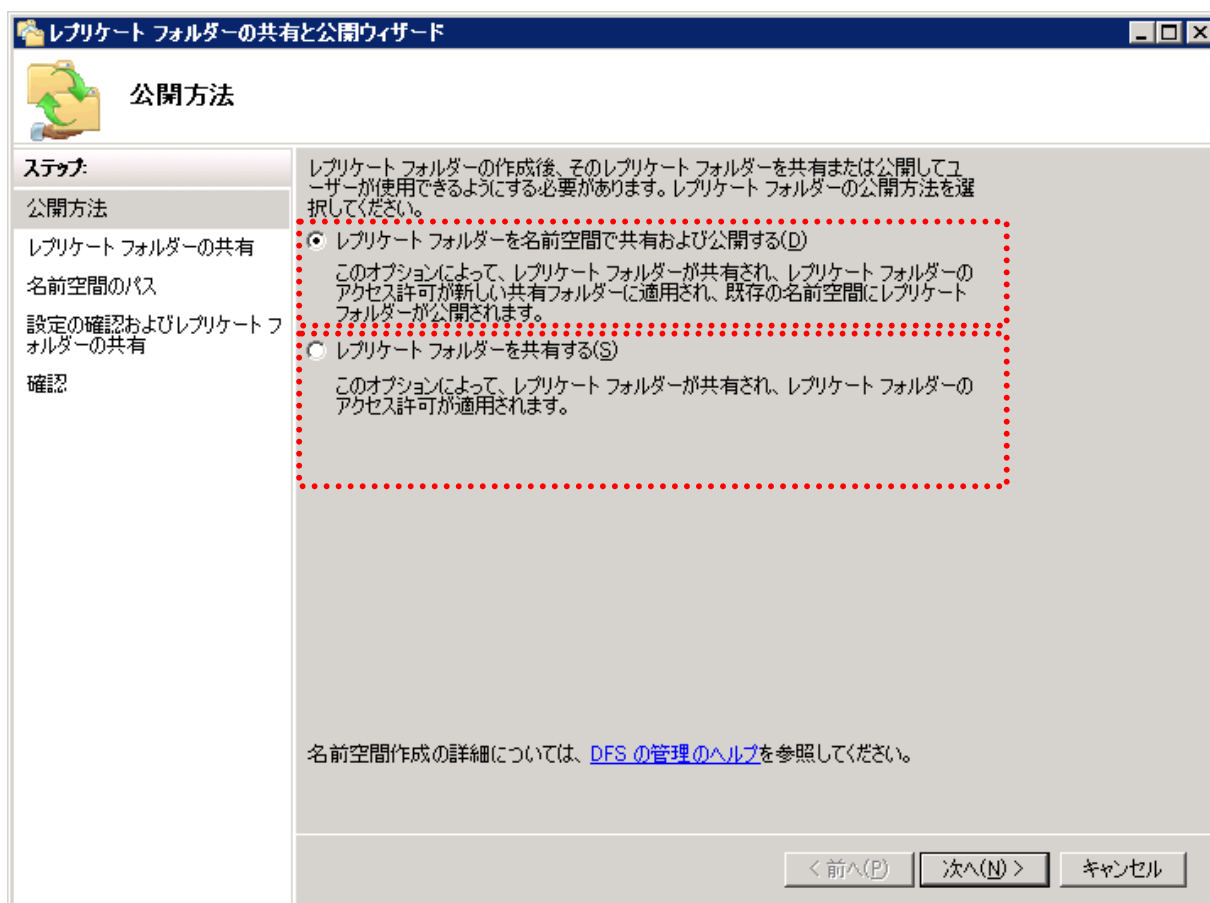 レプリケート フォルダーの共有と公開ウィザード
公開方法
ステップ:
公開方法
レプリケート フォルダーの共有
名前空間のパス
設定の確認およびレプリケート フ
ォルダーの共有
確認
レプリケート フォルダーの作成後、そのレプリケート フォルダーを共有または公開してユ
ーザーが使用できるようにする必要があります。レプリケート フォルダーの公開方法を選
択してください。
レプリケート フォルダーを名前空間で共有および公開する(D)
このオプションによって、レプリケート フォルダーが共有され、レプリケート フォルダーの
アクセス許可が新しい共有フォルダーに適用され、既存の名前空間にレプリケート
フォルダーが公開されます。
レプリケート フォルダーを共有する(S)
このオプションによって、レプリケート フォルダーが共有され、レプリケート フォルダーの
アクセス許可が適用されます。
名前空間作成の詳細については、DFS の管理のヘルプを参照してください。
< 前へ(P)
次へ(N) >
キャンセル